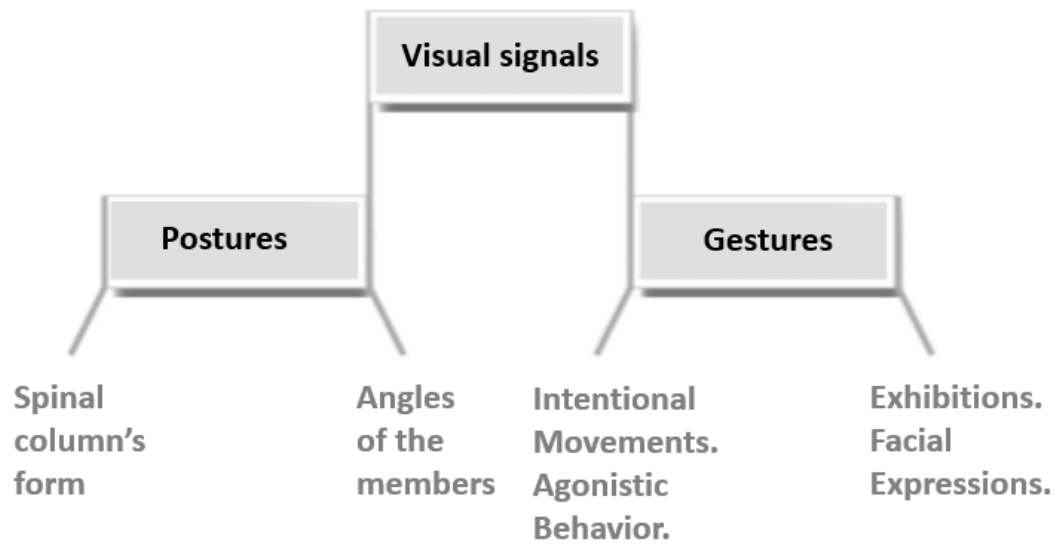 Visual signals
Postures
Gestures
Spinal
column’s
form
Angles
of the
members
Intentional
Movements.
Agonistic
Behavior.
Exhibitions.
Facial
Expressions.